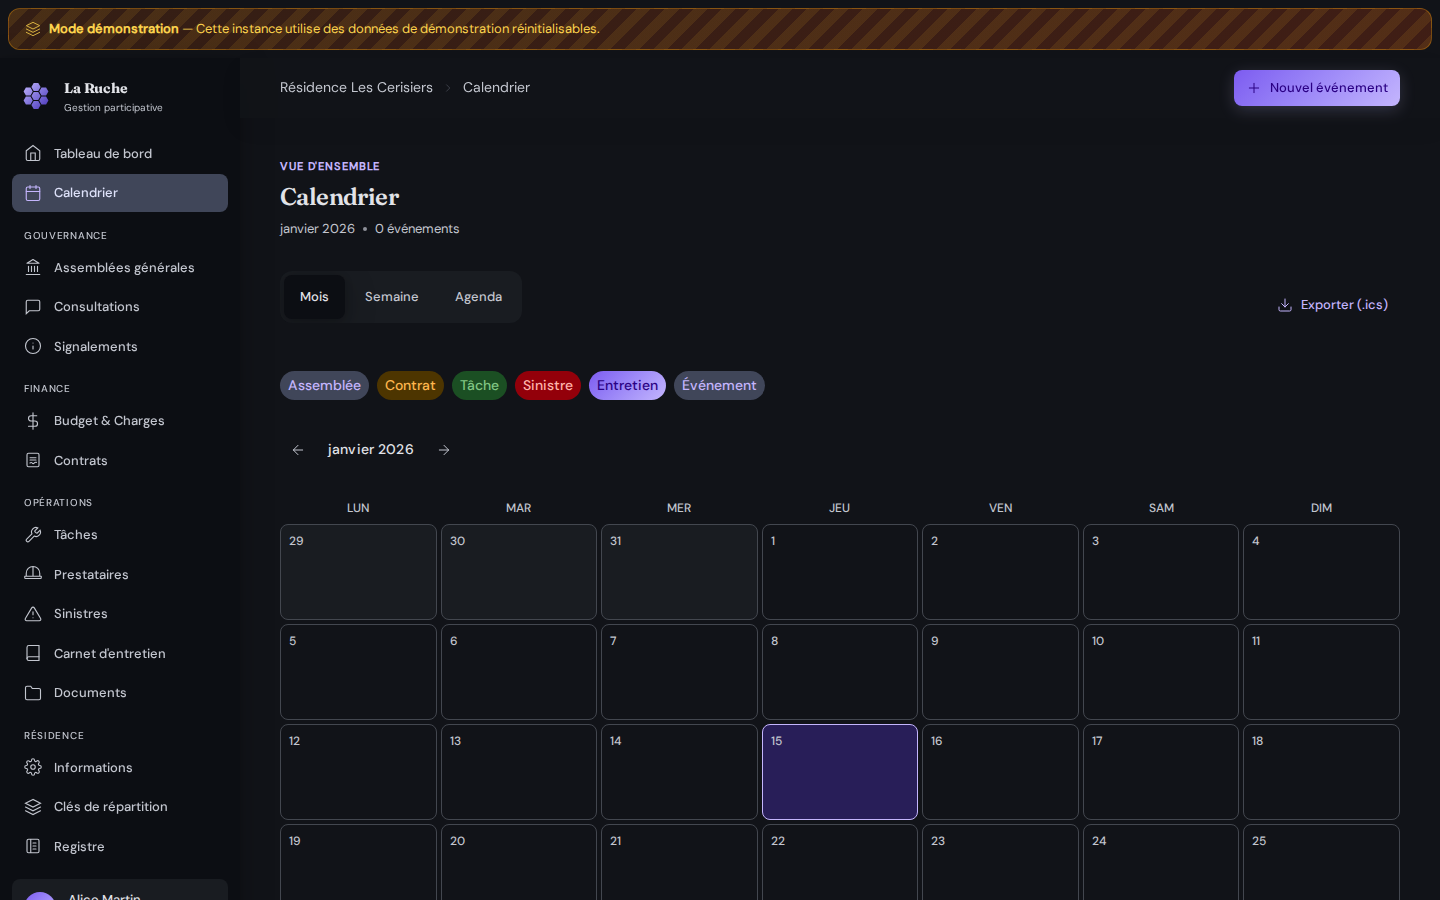 Mode démonstration — Cette instance utilise des données de démonstration réinitialisables.
La Ruche
Gestion participative
Tableau de bord
Calendrier
GOUVERNANCE
Assemblées générales
Consultations
Signalements
FINANCE
Budget & Charges
Contrats
OPÉRATIONS
Tâches
Prestataires
Sinistres
Carnet d'entretien
Documents
RÉSIDENCE
Informations
Clés de répartition
Registre
Alice Martin
Résidence Les Cerisiers > Calendrier
Nouvel événement
VUE D'ENSEMBLE
Calendrier
janvier 2026 • 0 événements
Mois Semaine Agenda
Exporter (.ics)
Assemblée Contrat Tâche Sinistre Entretien Événement
janvier 2026
LUN MAR MER JEU VEN SAM DIM
29 30 31 1 2 3 4
5 6 7 8 9 10 11
12 13 14 15 16 17 18
19 20 21 22 23 24 25